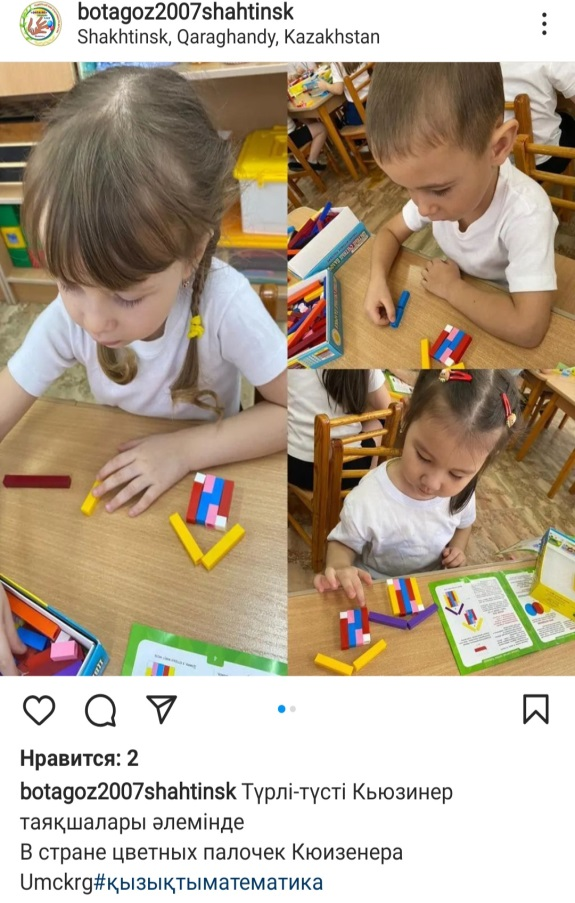 botagoz2007shahtinsk
Shakhtinsk, Qaraghandy, Kazakhstan
Нравится: 2
botagoz2007shahtinsk Түрлі-түсті Кьюзинер
таяқшалары әлемінде
В стране цветных палочек Кюизенера
Umckrg#қызықтыматематика